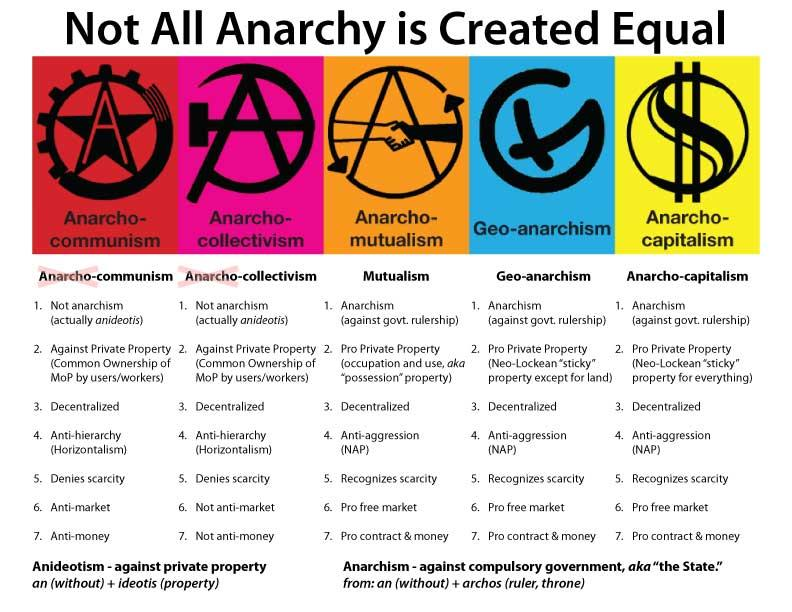 Not All Anarchy is Created Equal
Anarcho-
communism
Anarcho-
collectivism
Anarcho-
mutualism
Geo-anarchism
Anarcho-
capitalism
Anarcho-communism
1. Not anarchism
(actually anideotis)
2. Against Private Property
(Common Ownership of
MoP by users/workers)
3. Decentralized
4. Anti-hierarchy
(Horizontalism)
5. Denies scarcity
6. Anti-market
7. Anti-money
Anarcho-collectivism
1. Not anarchism
(actually anideotis)
2. Against Private Property
(Common Ownership of
MoP by users/workers)
3. Decentralized
4. Anti-hierarchy
(Horizontalism)
5. Denies scarcity
6. Not anti-market
7. Not anti-money
Mutualism
1. Anarchism
(against govt. rulership)
2. Pro Private Property
(occupation and use, aka
“possession” property)
3. Decentralized
4. Anti-aggression
(NAP)
5. Recognizes scarcity
6. Pro free market
7. Pro contract & money
Geo-anarchism
1. Anarchism
(against govt. rulership)
2. Pro Private Property
(Neo-Lockean “sticky”
property except for land)
3. Decentralized
4. Anti-aggression
(NAP)
5. Recognizes scarcity
6. Pro free market
7. Pro contract & money
Anarcho-capitalism
1. Anarchism
(against govt. rulership)
2. Pro Private Property
(Neo-Lockean “sticky”
property for everything)
3. Decentralized
4. Anti-aggression
(NAP)
5. Recognizes scarcity
6. Pro free market
7. Pro contract & money
Anideotism - against private property
an (without) + ideotis (property)
Anarchism - against compulsory government, aka “the State.”
from: an (without) + archos (ruler, throne)